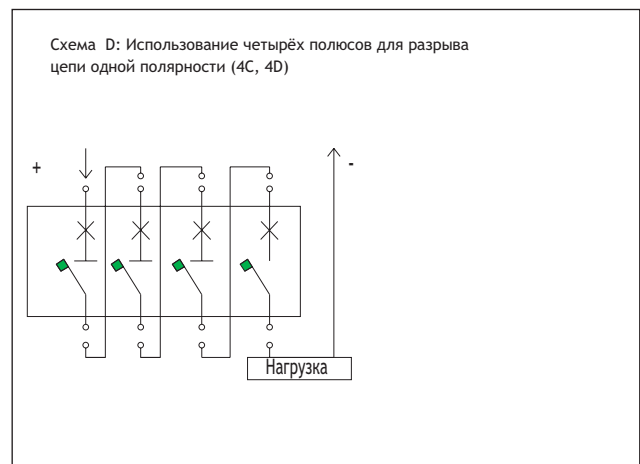 Схема D: Использование четырёх полюсов для разрыва
цепи одной полярности (4C, 4D)
+
-
Нагрузка